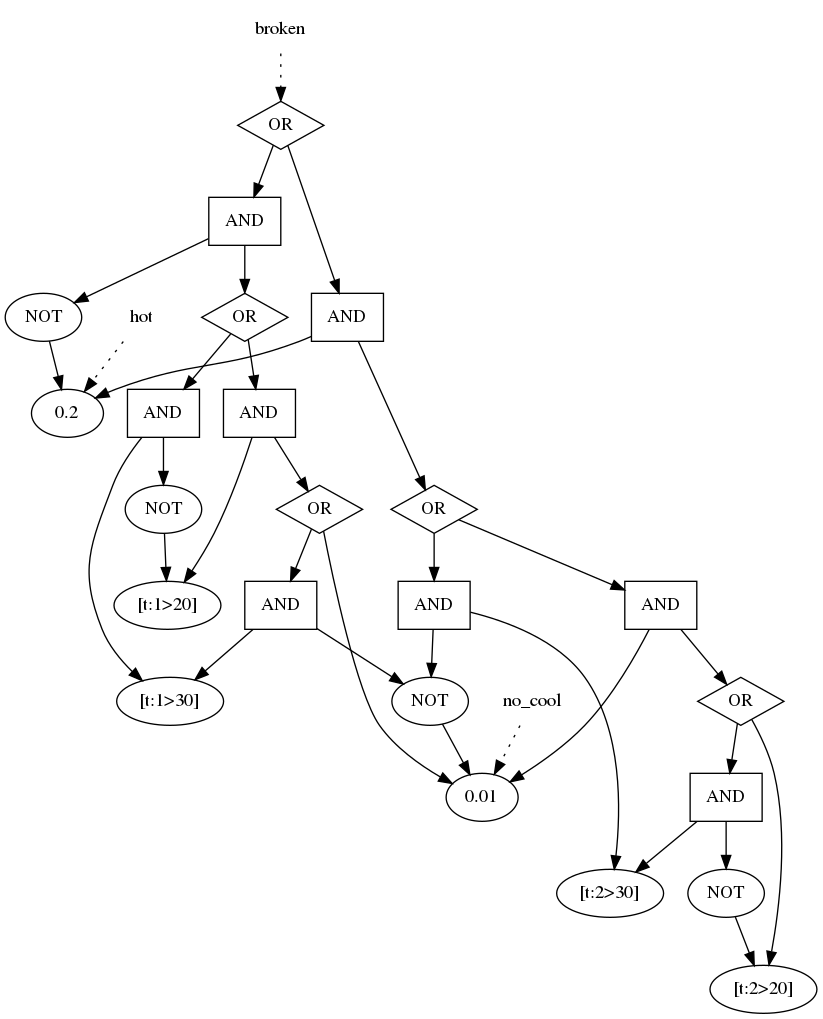 broken
OR
AND
NOT
hot
OR
AND
0.2
AND
AND
NOT
OR
OR
[t:1>20]
AND
AND
AND
[t:1>30]
NOT
no_cool
OR
0.01
AND
[t:2>30]
NOT
[t:2>20]